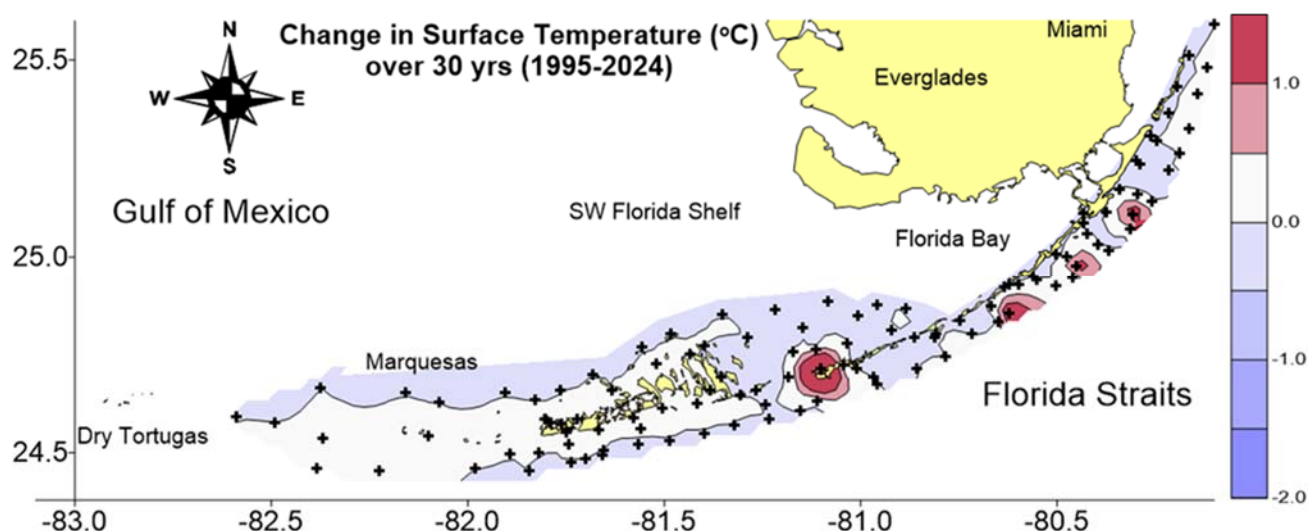 Change in Surface Temperature (°C)
over 30 yrs (1995-2024)
N
W E
S
Miami
Everglades
Gulf of Mexico
SW Florida Shelf
Florida Bay
Marquesas
Florida Straits
Dry Tortugas
25.5
25.0
24.5
-83.0 -82.5 -82.0 -81.5 -81.0 -80.5
1.0
0.0
-1.0
-2.0